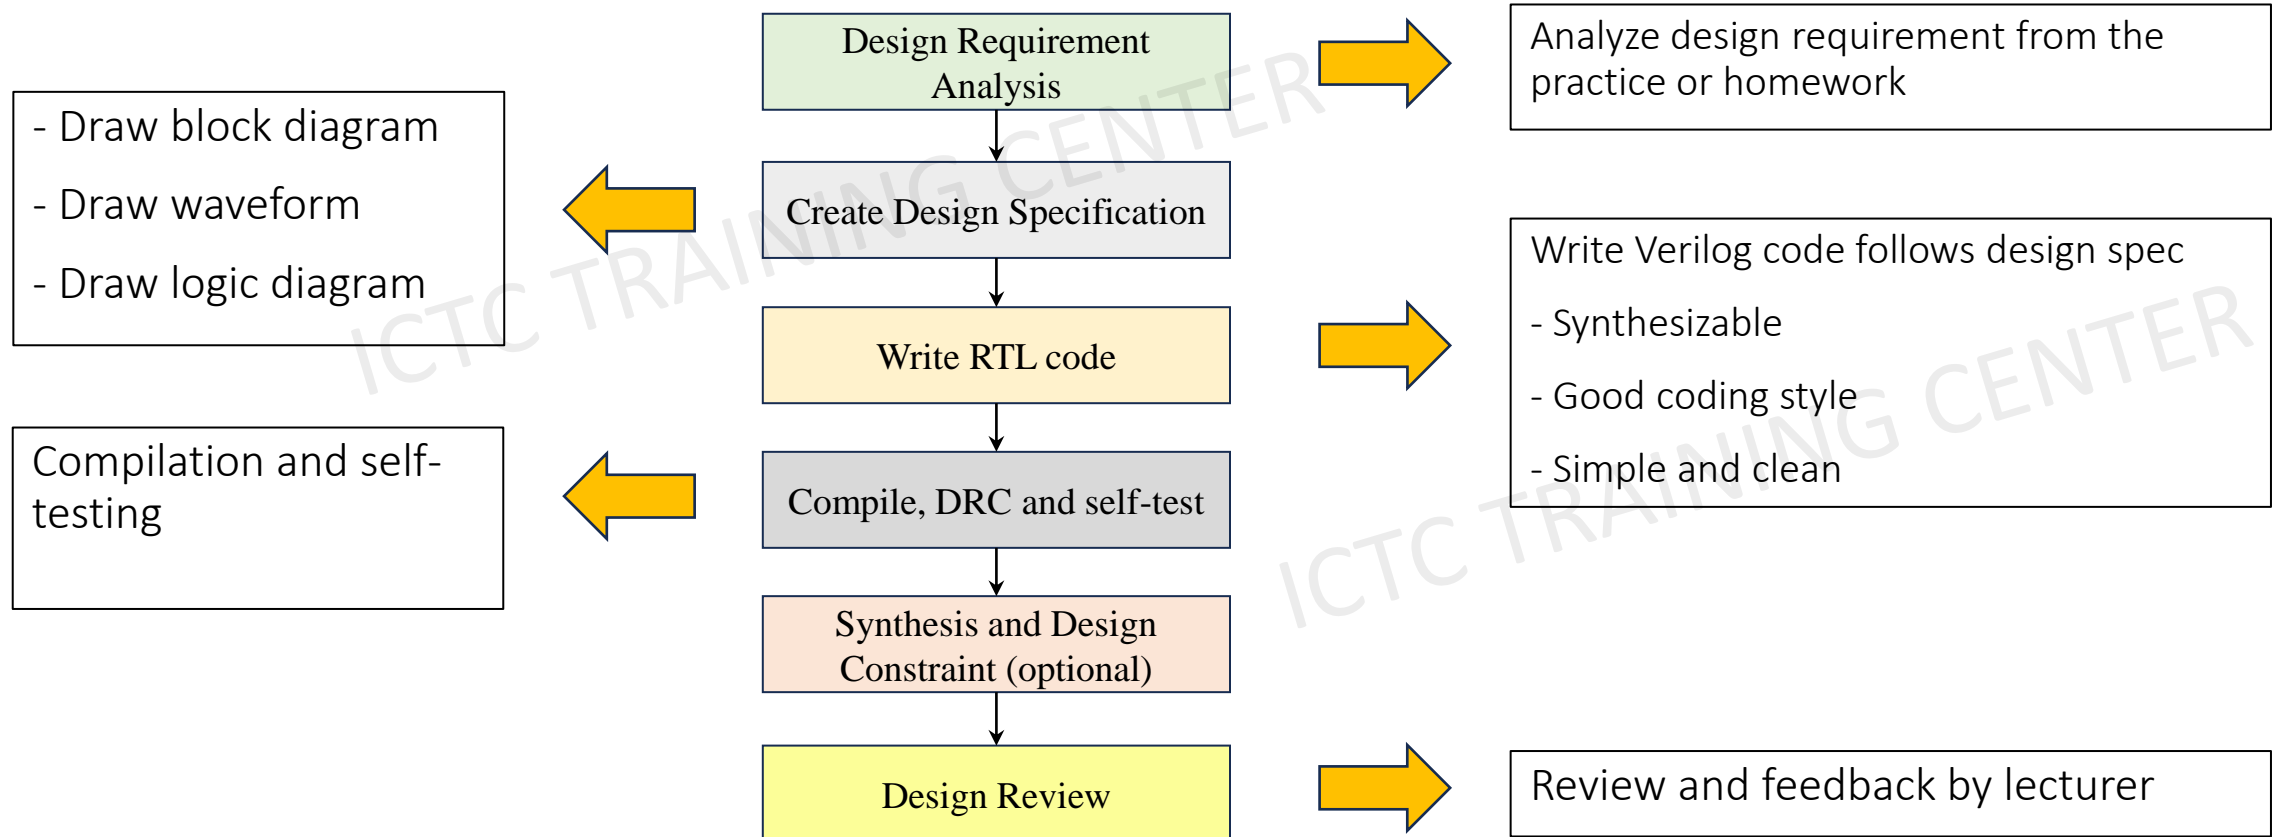 Design Requirement
Analysis
Analyze design requirement from the
practice or homework
- Draw block diagram
- Draw waveform
- Draw logic diagram
Create Design Specification
Write Verilog code follows design spec
- Synthesizable
- Good coding style
- Simple and clean
Write RTL code
Compilation and self-
testing
Compile, DRC and self-test
Synthesis and Design
Constraint (optional)
Design Review
Review and feedback by lecturer
ICTC TRAINING CENTER
ICTC TRAINING CENTER